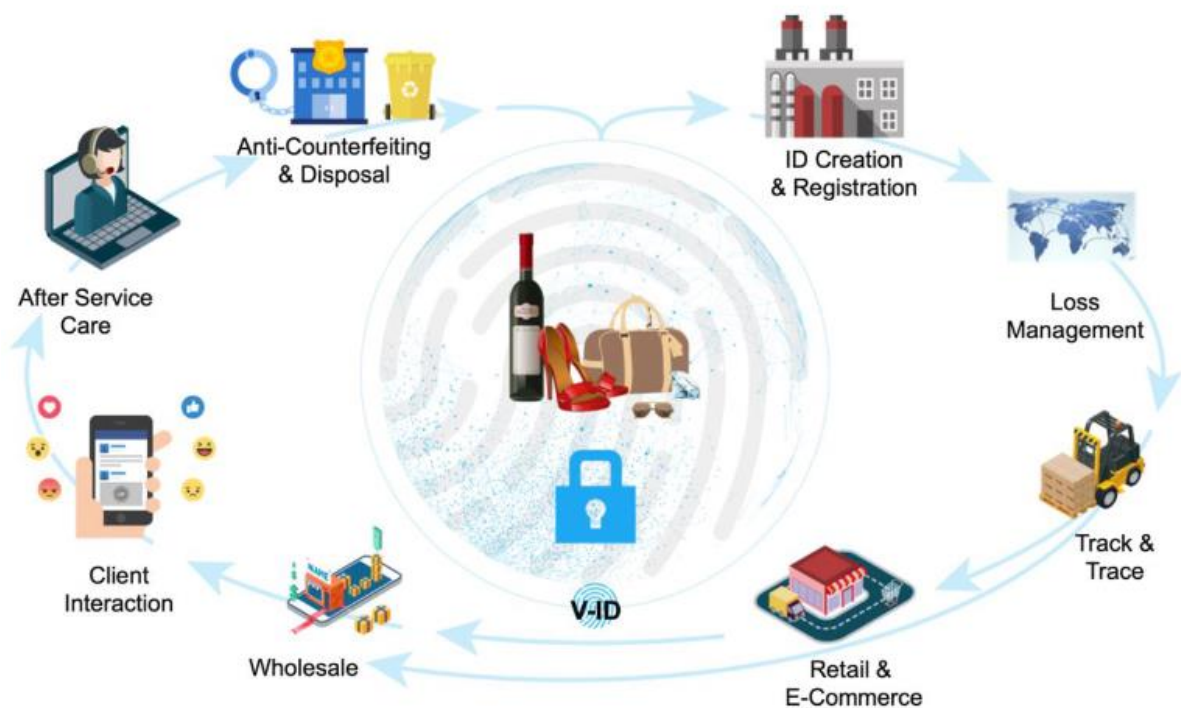 Anti-Counterfeiting
& Disposal
ID Creation
& Registration
After Service
Care
Loss
Management
Client
Interaction
Track &
Trace
V-ID
Wholesale
Retail &
E-Commerce